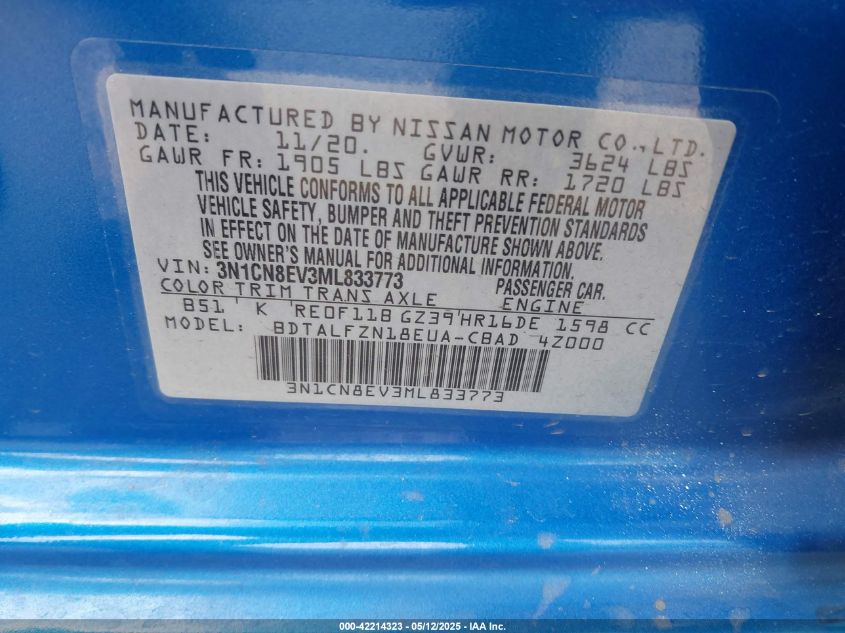 MANUFACTURED BY NISSAN MOTOR CO., LTD.
DATE: 11/20. GVWR: 3624 LBS
GAWR FR: 1905 LBS GAWR RR: 1720 LBS
THIS VEHICLE CONFORMS TO ALL APPLICABLE FEDERAL MOTOR
VEHICLE SAFETY, BUMPER AND THEFT PREVENTION STANDARDS
IN EFFECT ON THE DATE OF MANUFACTURE SHOWN ABOVE.
SEE OWNER'S MANUAL FOR ADDITIONAL INFORMATION.
VIN: 3N1CN8EV3ML833773 PASSENGER CAR.
COLOR TRIM TRANS AXLE ENGINE
B51 ' K 'RE0F11B GZ39'HR16DE 1598 CC
MODEL: BDTALFZN18EUA-CBAD 4Z000
3N1CN8EV3ML833773
000-42214323 - 05/12/2025 - IAA Inc.